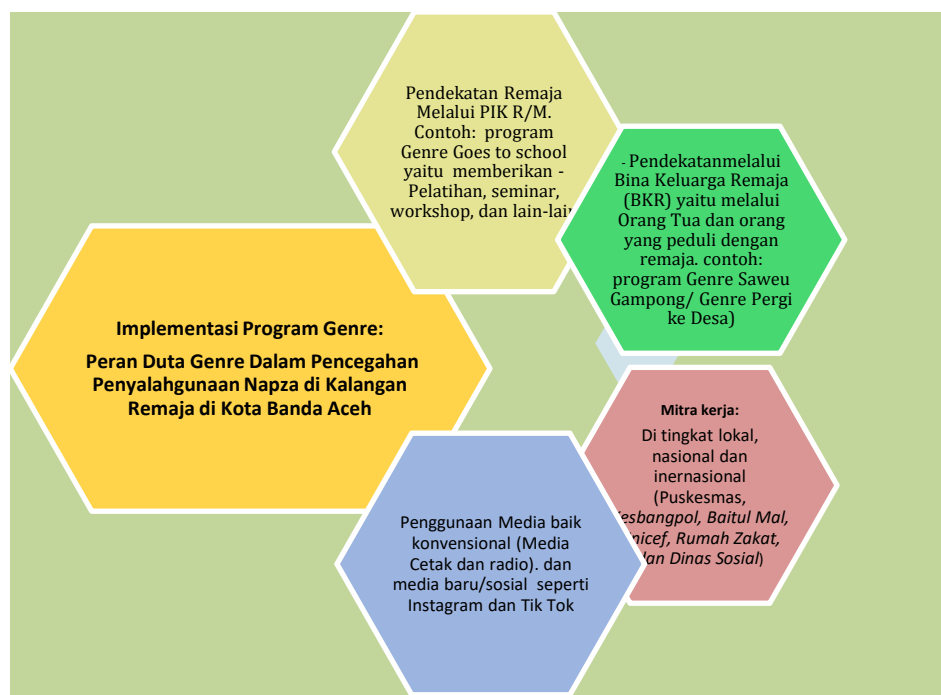 Pendekatan Remaja
Melalui PIK R/M.
Contoh: program
Genre Goes to school
yaitu memberikan -
Pelatihan, seminar,
workshop, dan lain-lain
- Pendekatanmelalui
Bina Keluarga Remaja
(BKR) yaitu melalui
Orang Tua dan orang
yang peduli dengan
remaja. contoh:
program Genre Saweu
Gampong/ Genre Pergi
ke Desa)
Implementasi Program Genre:
Peran Duta Genre Dalam Pencegahan
Penyalahgunaan Napza di Kalangan
Remaja di Kota Banda Aceh
Mitra kerja:
Di tingkat lokal,
nasional dan
inernasional
(Puskesmas,
esbangpol, Baitul Mal,
nicef, Rumah Zakat,
dan Dinas Sosial)
Penggunaan Media baik
konvensional (Media
Cetak dan radio). dan
media baru/sosial seperti
Instagram dan Tik Tok